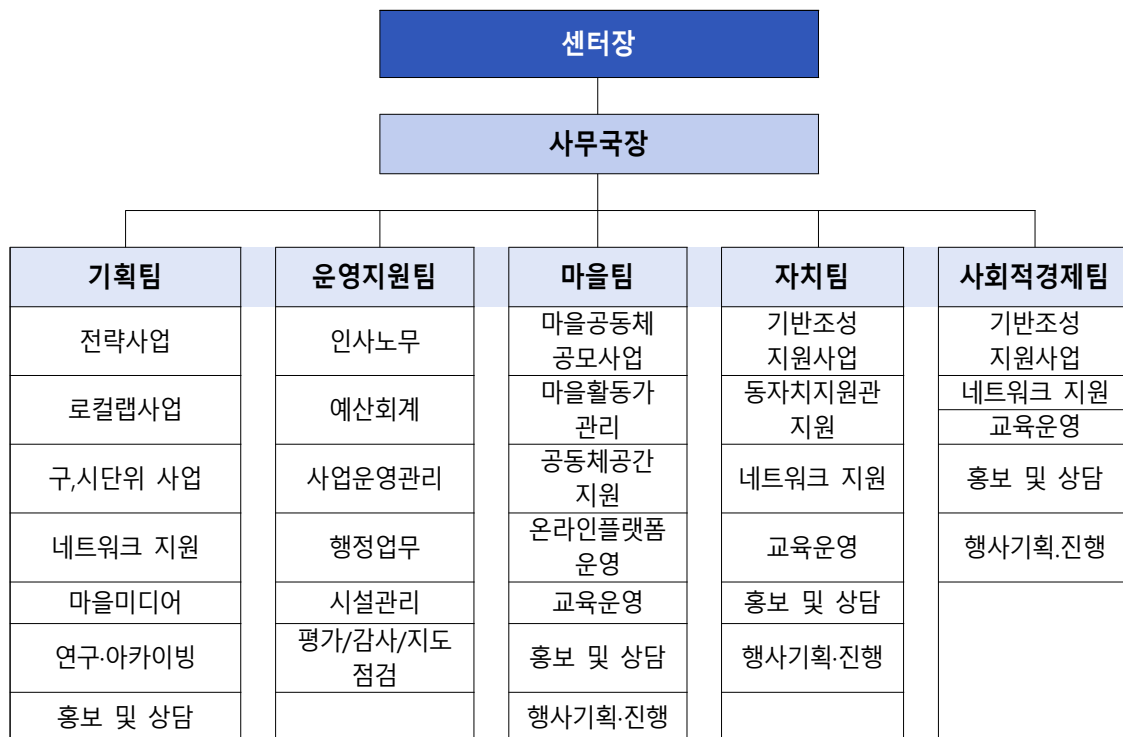 센터장
사무국장
기획팀
전략사업
로컬랩사업
구,시단위 사업
네트워크 지원
마을미디어
연구·아카이빙
홍보 및 상담
운영지원팀
인사노무
예산회계
사업운영관리
행정업무
시설관리
평가/감사/지도
점검
마을팀
마을공동체
공모사업
마을활동가
관리
공동체공간
지원
온라인플랫폼
운영
교육운영
홍보 및 상담
행사기획·진행
자치팀
기반조성
지원사업
동자치지원관
지원
네트워크 지원
교육운영
홍보 및 상담
행사기획·진행
사회적경제팀
기반조성
지원사업
네트워크 지원
교육운영
홍보 및 상담
행사기획.진행